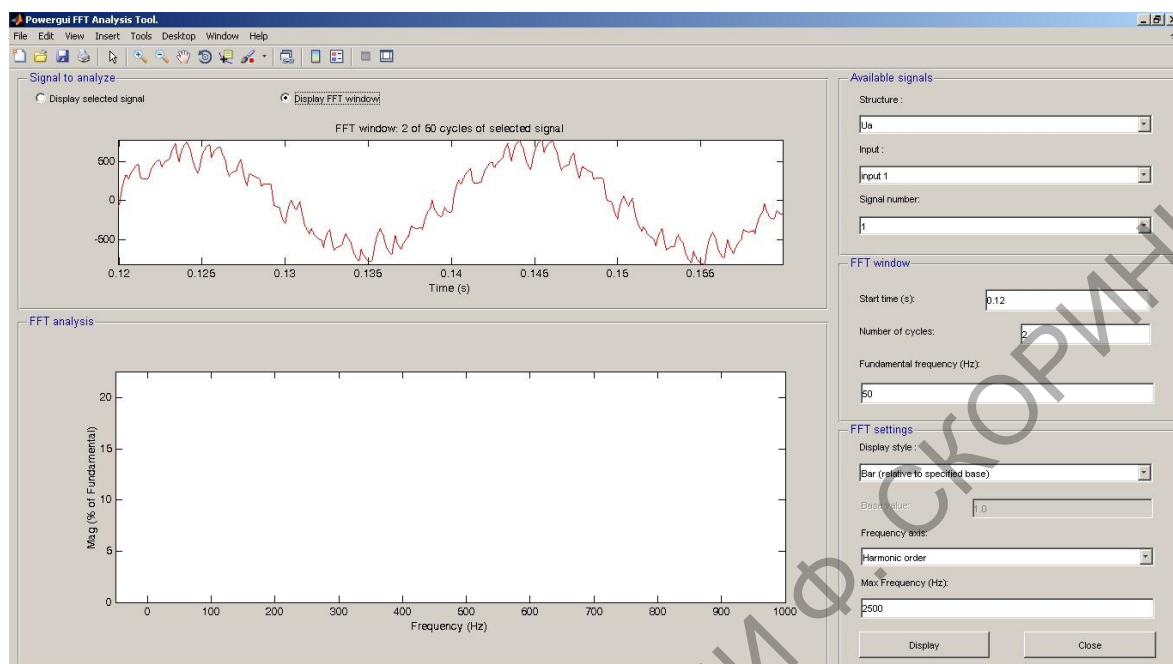 Powergui FFT Analysis Tool.
File Edit View Insert Tools Desktop Window Help
Signal to analyze
Display selected signal
Display FFT window
FFT window: 2 of 50 cycles of selected signal
500
0
-500
0.12 0.125 0.13 0.135 0.14 0.145 0.15 0.155
Time (s)
FFT analysis
20
15
10
5
0
Mag (% of Fundamental)
0 100 200 300 400 500 600 700 800 900 1000
Frequency (Hz)
Available signals
Structure :
Ua
Input :
input 1
Signal number:
1
FFT window
Start time (s):
0.12
Number of cycles:
2
Fundamental frequency (Hz):
50
FFT settings
Display style :
Bar (relative to specified base)
Base value:
1.0
Frequency axis:
Harmonic order
Max Frequency (Hz):
2500
Display
Close
И Ф. СКОРИН